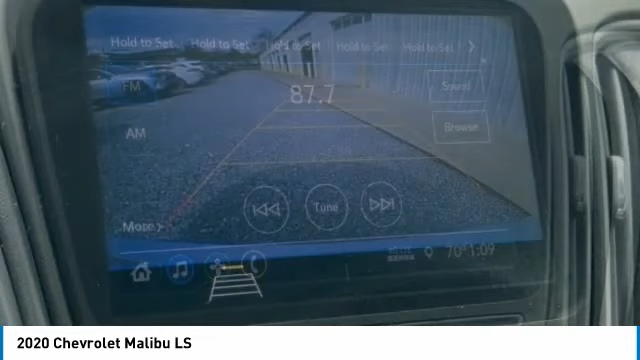 Hold to Set Hold to Set Hold to Set Hold to Set Hold to Set
FM 87.7 Sound
AM Browse
Tune
More
70° 1:09
2020 Chevrolet Malibu LS